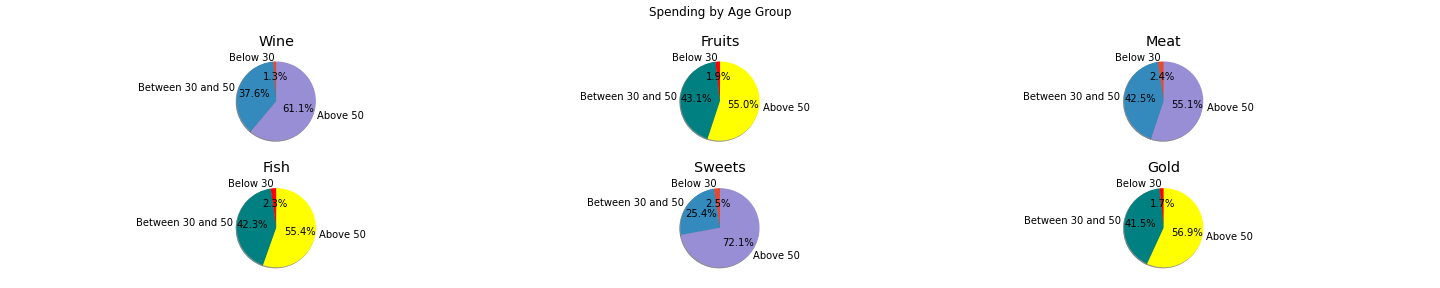 Spending by Age Group
Wine
Below 30
1.3%
Between 30 and 50
37.6%
61.1%
Above 50
Fruits
Below 30
1.9%
Between 30 and 50
43.1%
55.0%
Above 50
Meat
Below 30
2.4%
Between 30 and 50
42.5%
55.1%
Above 50
Fish
Below 30
2.3%
Between 30 and 50
42.3%
55.4%
Above 50
Sweets
Below 30
2.5%
Between 30 and 50
25.4%
72.1%
Above 50
Gold
Below 30
1.7%
Between 30 and 50
41.5%
56.9%
Above 50